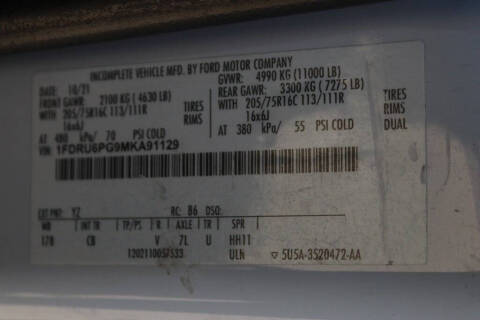 INCOMPLETE VEHICLE MFD. BY FORD MOTOR COMPANY
DATE: 10/21 GVWR: 4990 KG (11000 LB)
FRONT GAWR: 2100 KG (4630 LB) REAR GAWR: 3300 KG (7275 LB)
WITH 205/75R16C 113/111R TIRES WITH 205/75R16C 113/111R TIRES
16x6J RIMS 16x6J RIMS
AT 480 kPa/ 70 PSI COLD AT 380 kPa/ 55 PSI COLD DUAL
VIN: 1FDRU6PG9MKA91129
EXT PNT: YZ RC: 86 DSO:
WB INT TR TP/PS R AXLE TR SPR
178 CB V 7L U HH11
ULN 5U5A-3520472-AA